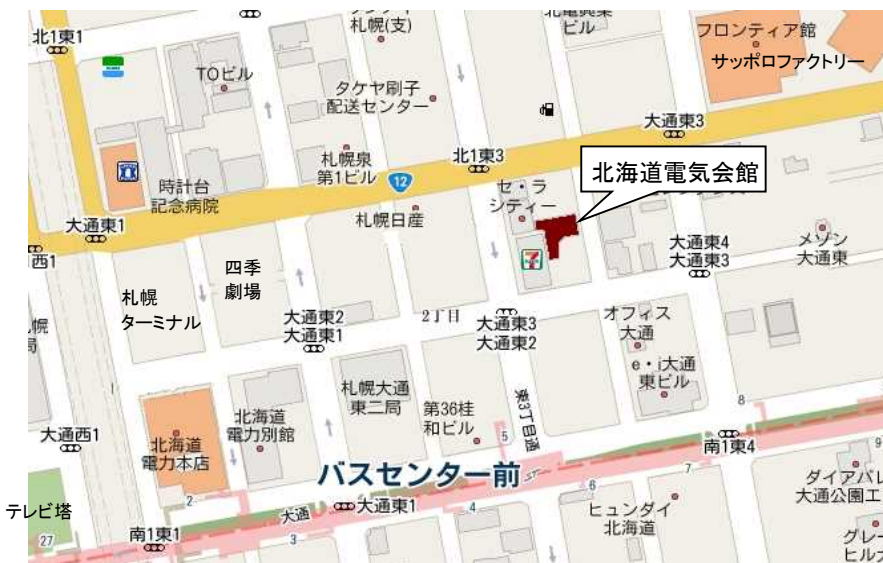 北1東1
札幌(支)
ビル
フロンティア館
サッポロファクトリー
TOビル
タケヤ刷子
配送センター
大通東3
札幌泉
第1ビル
12
北1東3
北海道電気会館
時計台
記念病院
セ・ラ
シティー
大通東1
札幌日産
西1
大通東4
大通東3
メゾン
大通東
四季
劇場
札幌
ターミナル
7
大通東2
大通東1
2丁目
大通東3
大通東2
オフィス
大通
e・i大通
東ビル
札幌大通
東二局
東3丁目通
第36桂
和ビル
北海道
電力別館
大通西1
北海道
電力本店
バスセンター前
5
8
南1東4
9
テレビ塔
27
2
大通
大通東1
4
6
7
3
南1東1
ヒュンダイ
北海道
ダイアパレ
大通公園エ
グレー
ヒル大